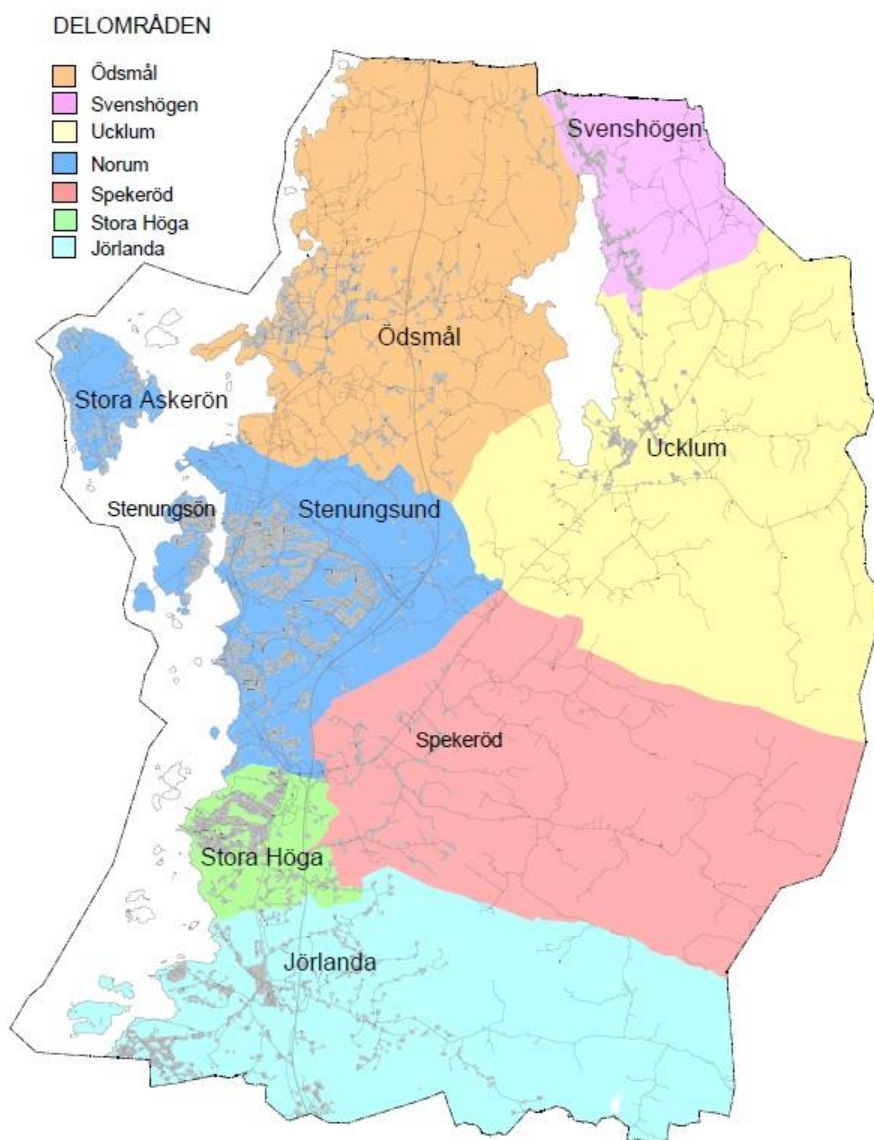 DELOMRÅDEN
Ödsmål
Svenshögen
Ucklum
Norum
Spekeröd
Stora Höga
Jörlanda
Svenshögen
Ödsmål
Stora Askerön
Ucklum
Stenungsön
Stenungsund
Spekeröd
Stora Höga
Jörlanda